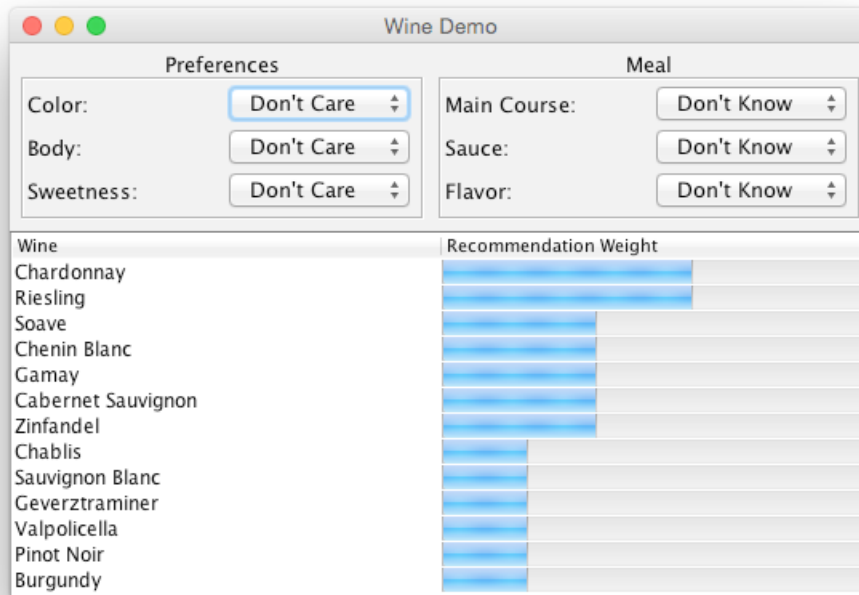 Wine Demo
Preferences
Color: Don't Care
Body: Don't Care
Sweetness: Don't Care
Meal
Main Course: Don't Know
Sauce: Don't Know
Flavor: Don't Know
Wine Recommendation Weight
Chardonnay
Riesling
Soave
Chenin Blanc
Gamay
Cabernet Sauvignon
Zinfandel
Chablis
Sauvignon Blanc
Geverztraminer
Valpolicella
Pinot Noir
Burgundy